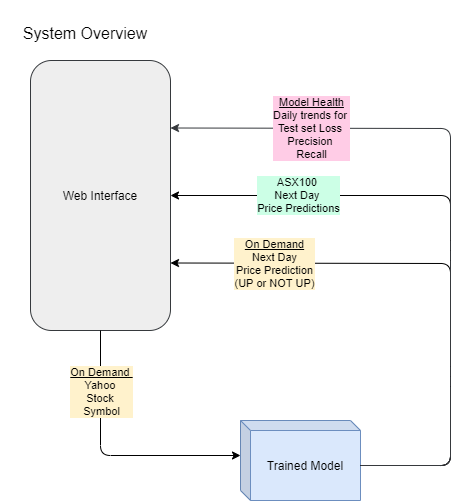 System Overview
Model Health
Daily trends for
Test set Loss
Precision
Recall
Web Interface
ASX100
Next Day
Price Predictions
On Demand
Next Day
Price Prediction
(UP or NOT UP)
On Demand
Yahoo
Stock
Symbol
Trained Model